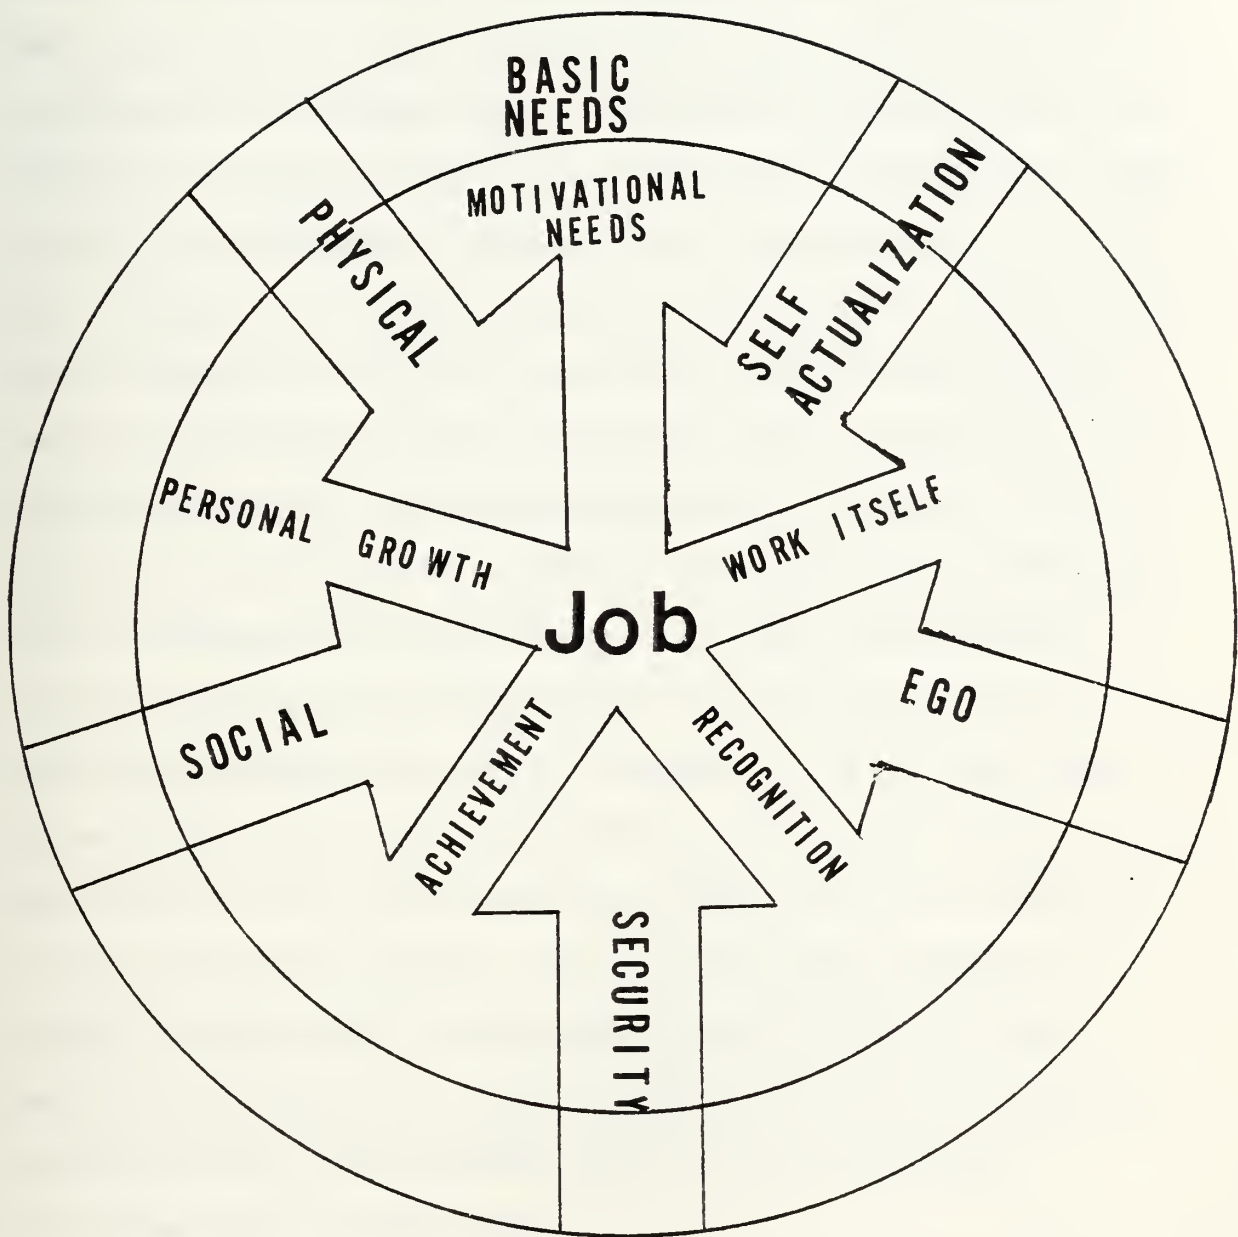 BASIC
NEEDS
MOTIVATIONAL
NEEDS
PHYSICAL
SELF
ACTUALIZATION
PERSONAL GROWTH
WORK ITSELF
Job
SOCIAL
EGO
ACHIEVEMENT
RECOGNITION
SECURITY